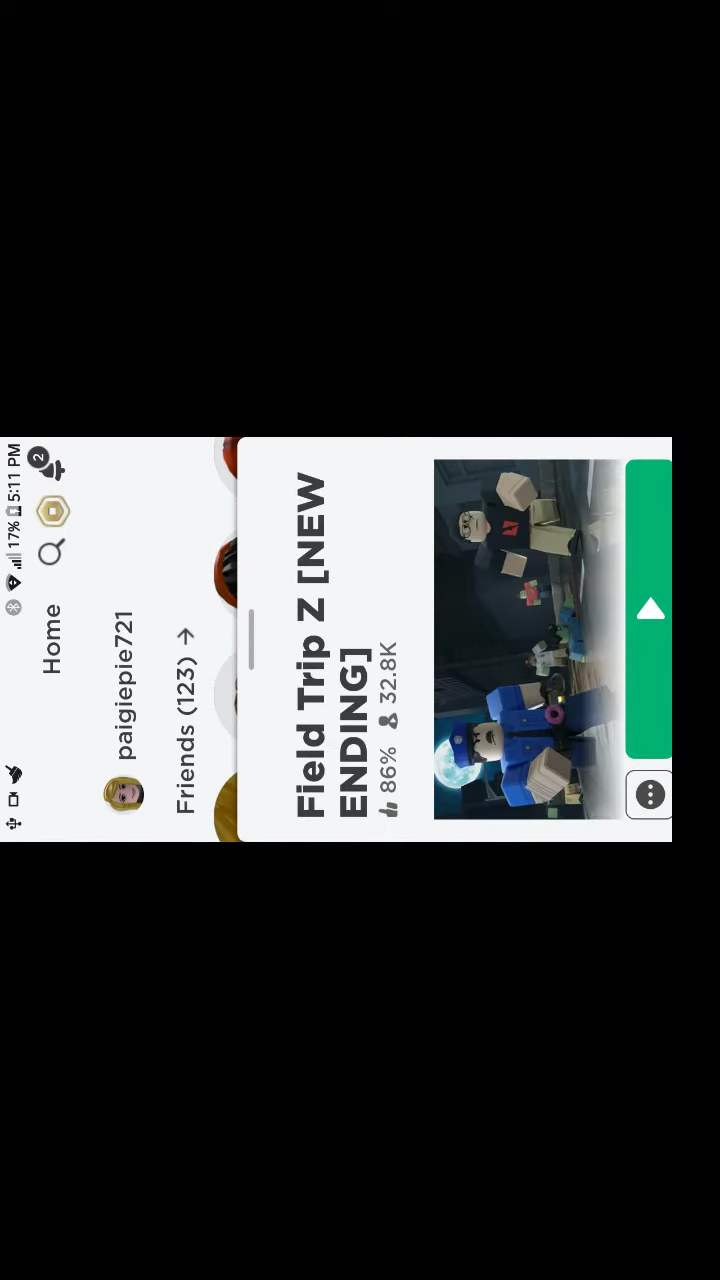 17% 5:11 PM
Home
2
paigiepie721
Friends (123) →
Field Trip Z [NEW
ENDING]
86% 32.8K